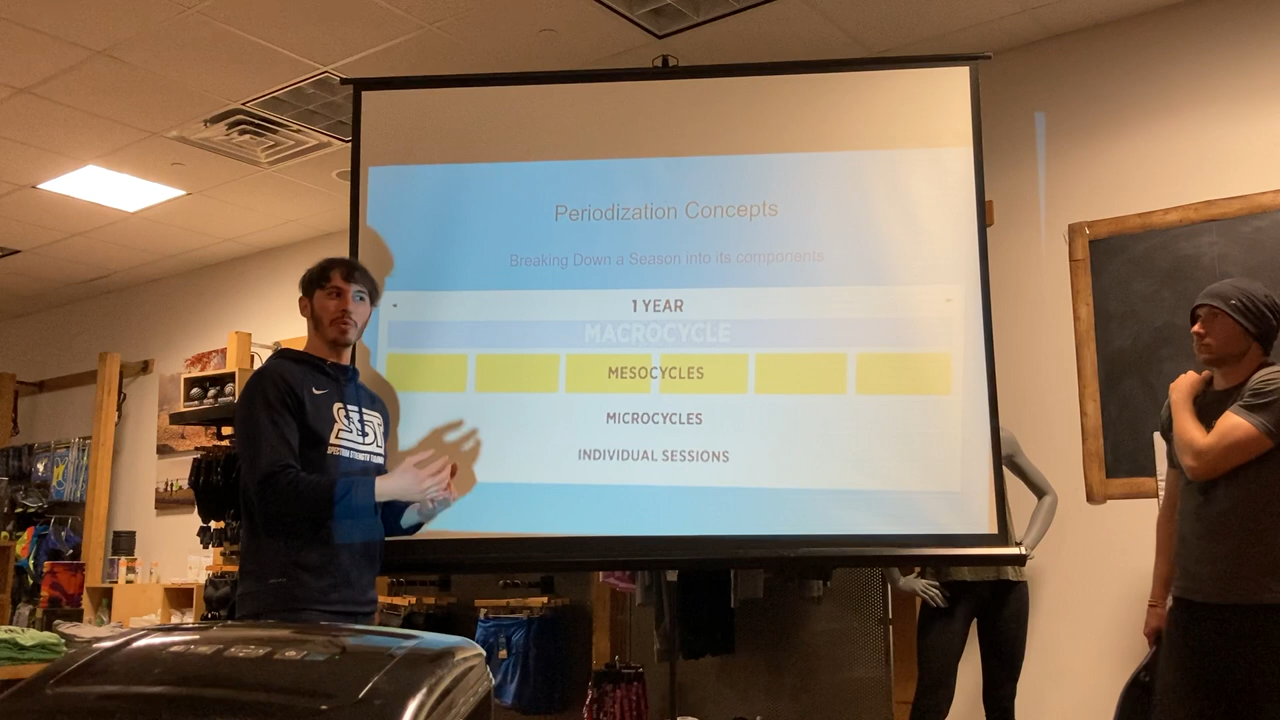 Periodization Concepts
Breaking Down a Season into its components
1 YEAR
MACROCYCLE
MESOCYCLES
MICROCYCLES
INDIVIDUAL SESSIONS
SST
SPECTRUM STRENGTH TRAINING